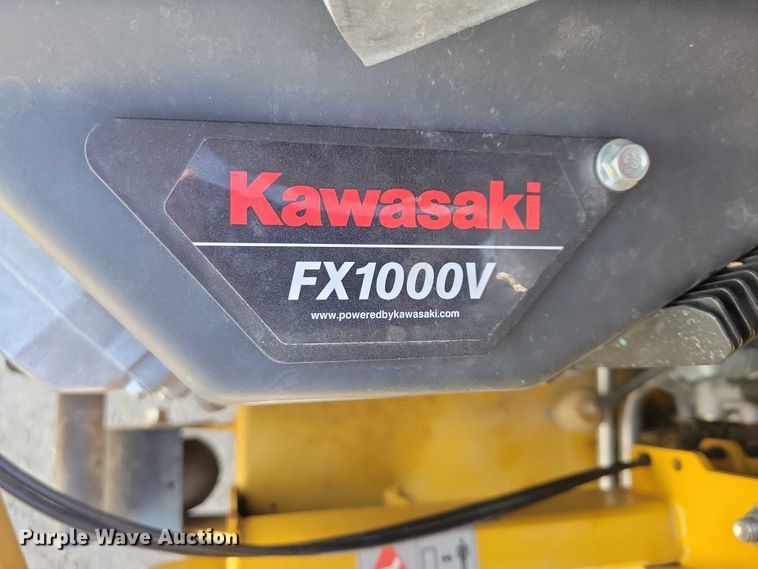 Kawasaki
FX1000V
www.poweredbykawasaki.com
Purple Wave Auction